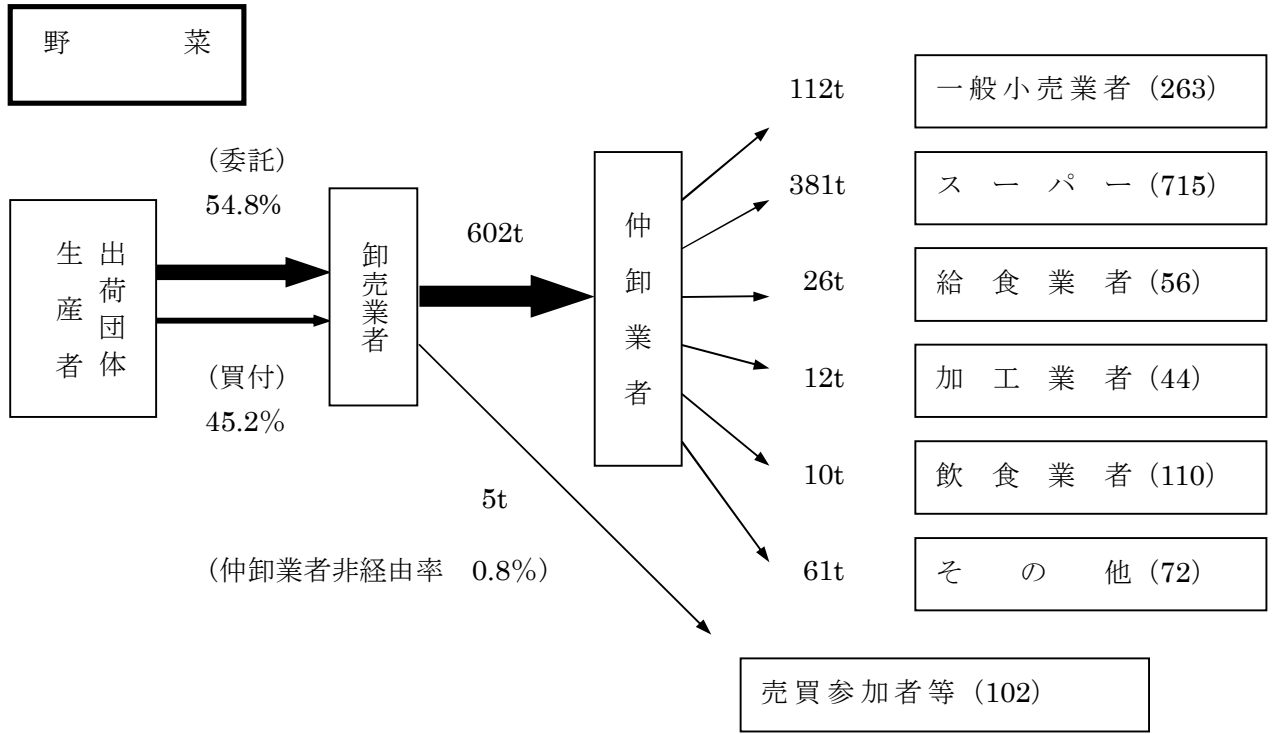 野菜
(委託)
54.8%
出荷団体
生産者
(買付)
45.2%
卸売業者
602t
5t
(仲卸業者非経由率 0.8%)
仲卸業者
112t
一般小売業者 (263)
381t
スーパー (715)
26t
給食業者 (56)
12t
加工業者 (44)
10t
飲食業者 (110)
61t
その他 (72)
売買参加者等 (102)